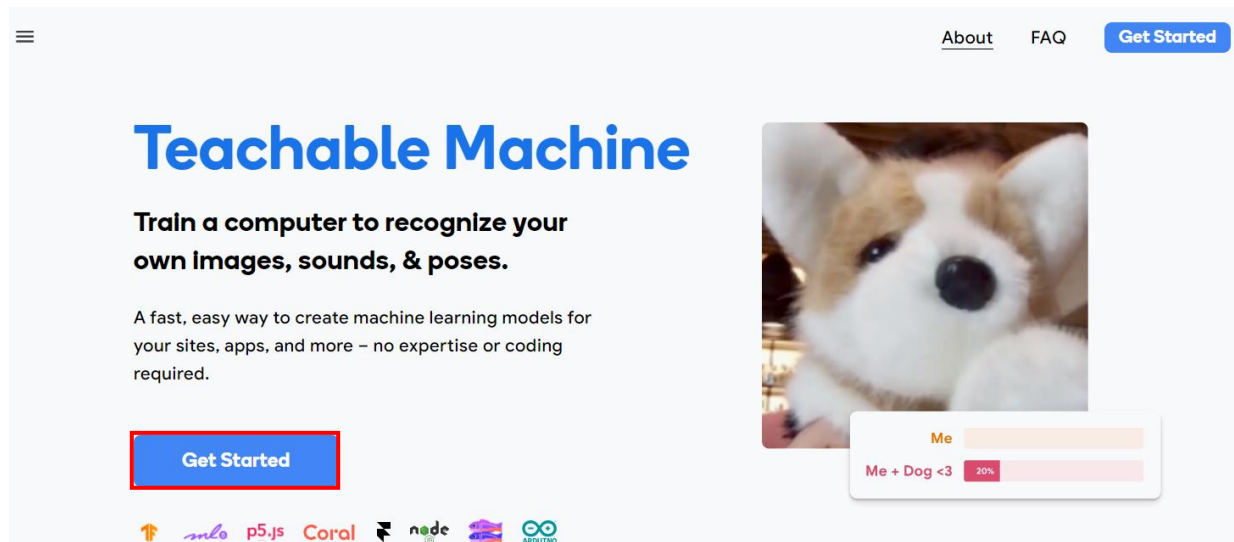 About FAQ Get Started
Teachable Machine
Train a computer to recognize your
own images, sounds, & poses.
A fast, easy way to create machine learning models for
your sites, apps, and more – no expertise or coding
required.
Get Started
Me
Me + Dog <3 20%
mlo p5.js Coral node ARDUINO